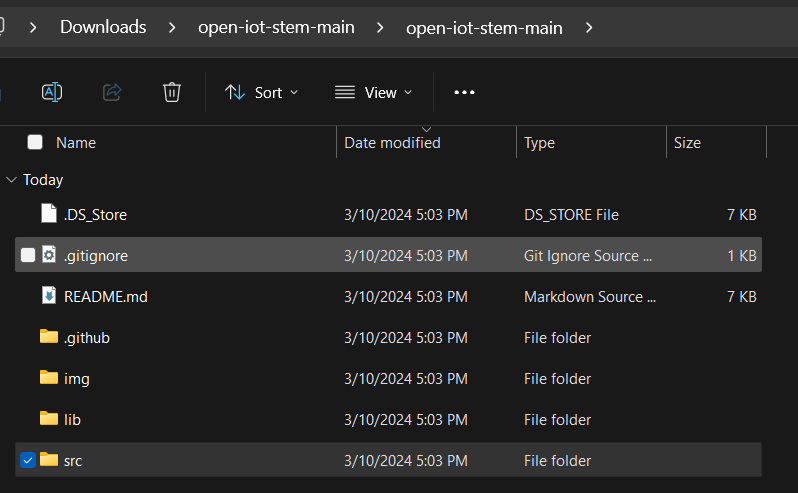 Downloads open-iot-stem-main open-iot-stem-main
Sort View
Name Date modified Type Size
Today
.DS_Store 3/10/2024 5:03 PM DS_STORE File 7 KB
.gitignore 3/10/2024 5:03 PM Git Ignore Source ... 1 KB
README.md 3/10/2024 5:03 PM Markdown Source ... 7 KB
.github 3/10/2024 5:03 PM File folder
img 3/10/2024 5:03 PM File folder
lib 3/10/2024 5:03 PM File folder
src 3/10/2024 5:03 PM File folder